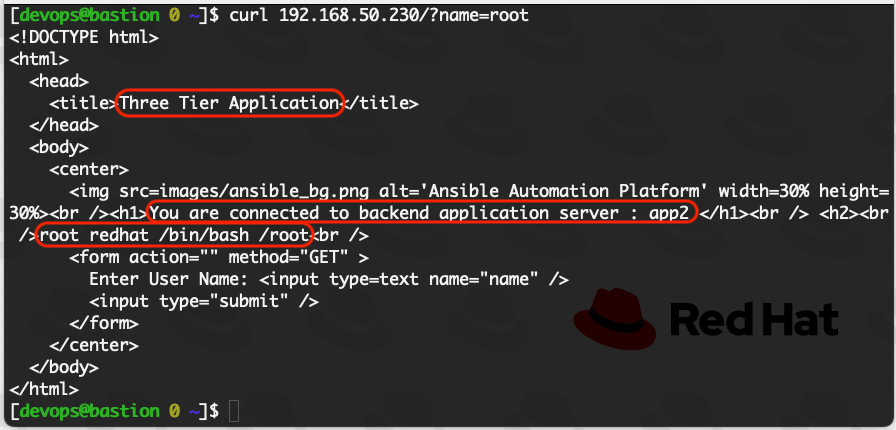 [devops@bastion 0 ~]$ curl 192.168.50.230/?name=root
<!DOCTYPE html>
<html>
  <head>
    <title>Three Tier Application</title>
  </head>
  <body>
    <center>
      <img src=images/ansible_bg.png alt='Ansible Automation Platform' width=30% height=
30%><br /><h1>You are connected to backend application server : app2 </h1><br /> <h2><br
 />root redhat /bin/bash /root<br />
      <form action="" method="GET" >
        Enter User Name: <input type=text name="name" />
        <input type="submit" />
      </form>
    </center>
  </body>
</html>
Red Hat
[devops@bastion 0 ~]$